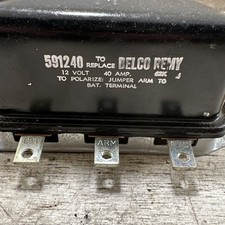 591240 TO REPLACE DELCO REMY
12 VOLT 40 AMP.
TO POLARIZE: JUMPER ARM TO
BAT. TERMINAL
ARM